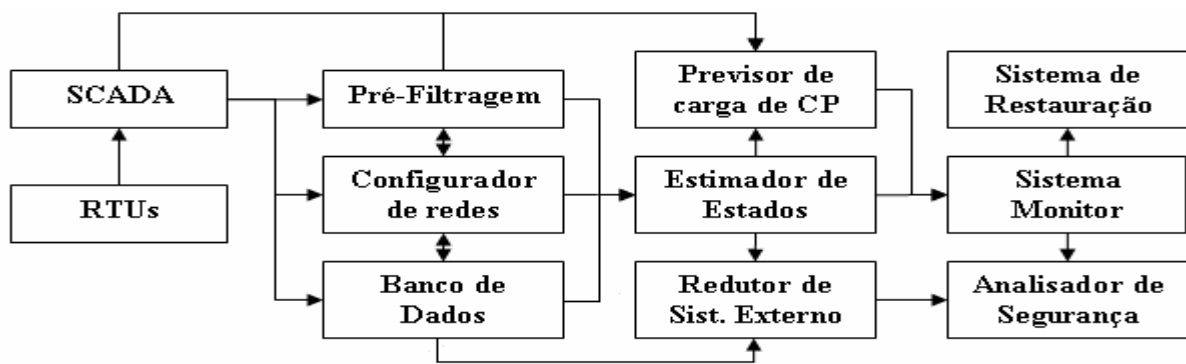 SCADA
RTUs
Pré-Filtragem
Configurador
de redes
Banco de
Dados
Previsor de
carga de CP
Estimador de
Estados
Redutor de
Sist. Externo
Sistema de
Restauração
Sistema
Monitor
Analisador de
Segurança